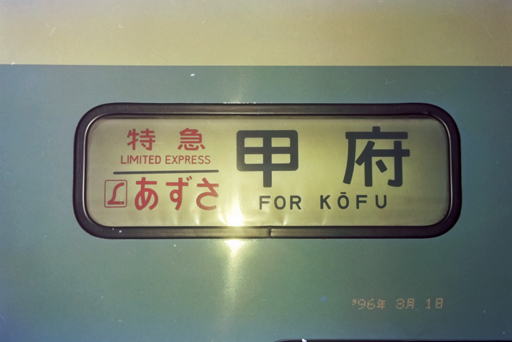 特急
LIMITED EXPRESS
L あずさ
甲府
FOR KŌFU
'96年 3月 18